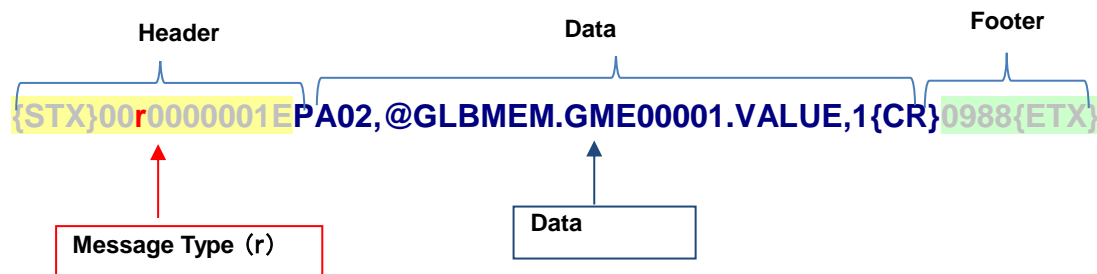 Header Data Footer
{STX}00r0000001EPA02,@GLBMEM.GME00001.VALUE,1{CR}0988{ETX}
Message Type（r）
Data